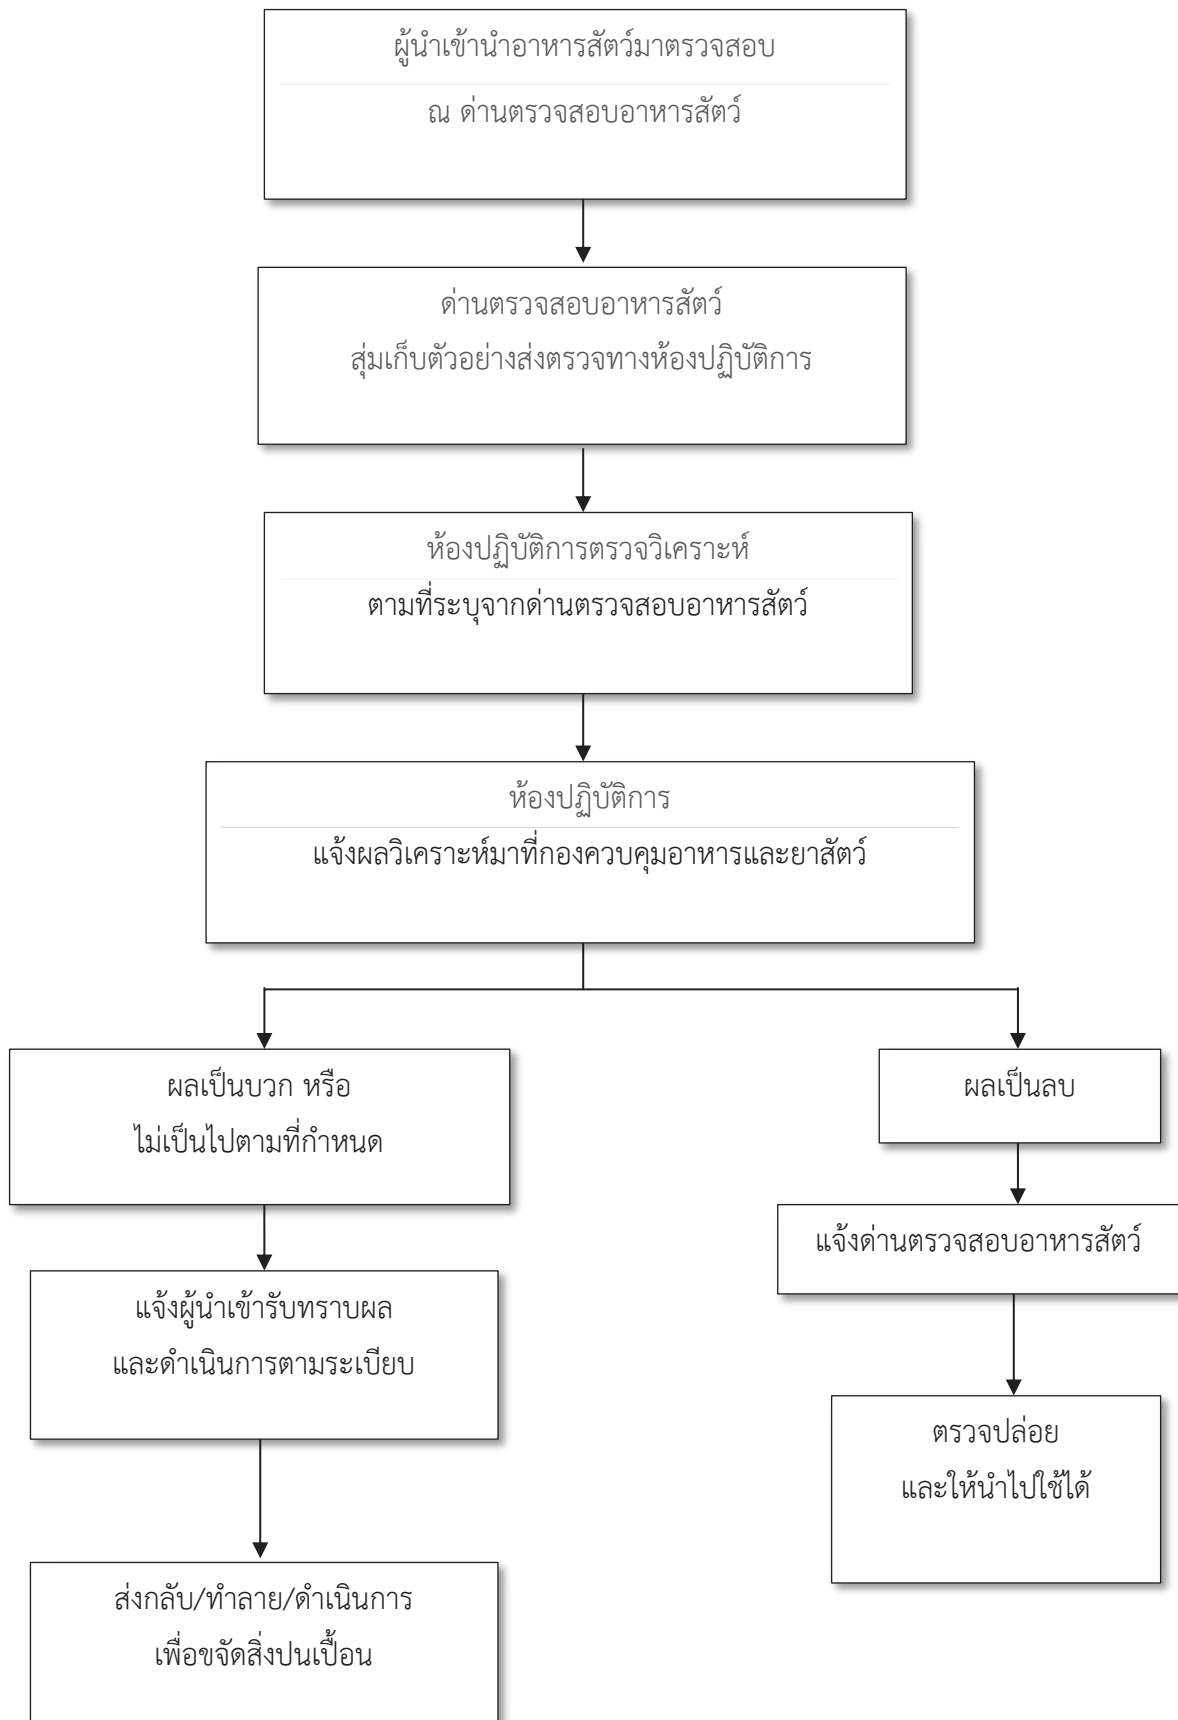 ผู้นำเข้านำอาหารสัตว์มาตรวจสอบ
ณ ด่านตรวจสอบอาหารสัตว์
ด่านตรวจสอบอาหารสัตว์
สุ่มเก็บตัวอย่างส่งตรวจทางห้องปฏิบัติการ
ห้องปฏิบัติการตรวจวิเคราะห์
ตามที่ระบุจากด่านตรวจสอบอาหารสัตว์
ห้องปฏิบัติการ
แจ้งผลวิเคราะห์มาที่กองควบคุมอาหารและยาสัตว์
ผลเป็นบวก หรือ
ไม่เป็นไปตามที่กำหนด
แจ้งผู้นำเข้ารับทราบผล
และดำเนินการตามระเบียบ
ส่งกลับ/ทำลาย/ดำเนินการ
เพื่อขจัดสิ่งปนเปื้อน
ผลเป็นลบ
แจ้งด่านตรวจสอบอาหารสัตว์
ตรวจปล่อย
และให้นำไปใช้ได้